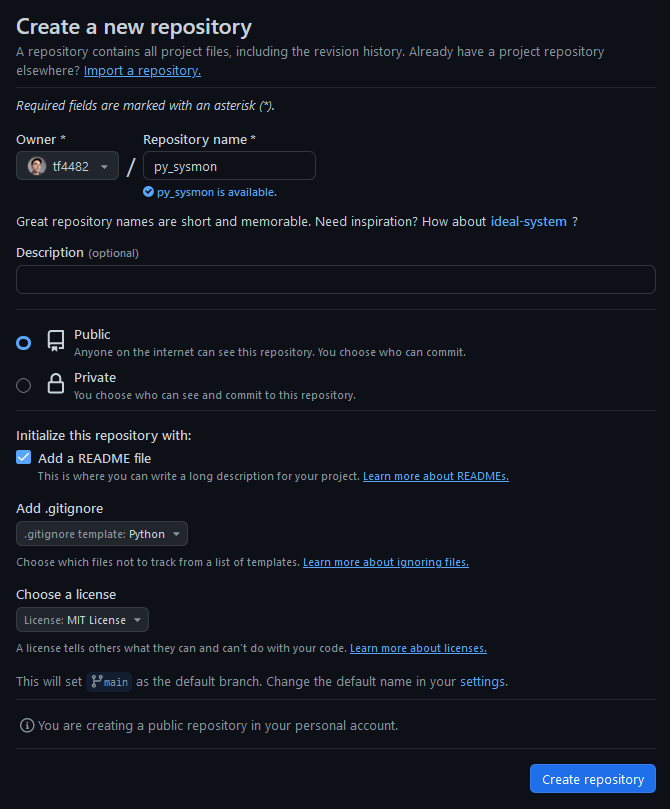 Create a new repository
A repository contains all project files, including the revision history. Already have a project repository
elsewhere? Import a repository.
Required fields are marked with an asterisk (*).
Owner * Repository name *
tf4482 / py_sysmon
py_sysmon is available.
Great repository names are short and memorable. Need inspiration? How about ideal-system ?
Description (optional)
Public
Anyone on the internet can see this repository. You choose who can commit.
Private
You choose who can see and commit to this repository.
Initialize this repository with:
Add a README file
This is where you can write a long description for your project. Learn more about READMEs.
Add .gitignore
.gitignore template: Python
Choose which files not to track from a list of templates. Learn more about ignoring files.
Choose a license
License: MIT License
A license tells others what they can and can't do with your code. Learn more about licenses.
This will set main as the default branch. Change the default name in your settings.
You are creating a public repository in your personal account.
Create repository